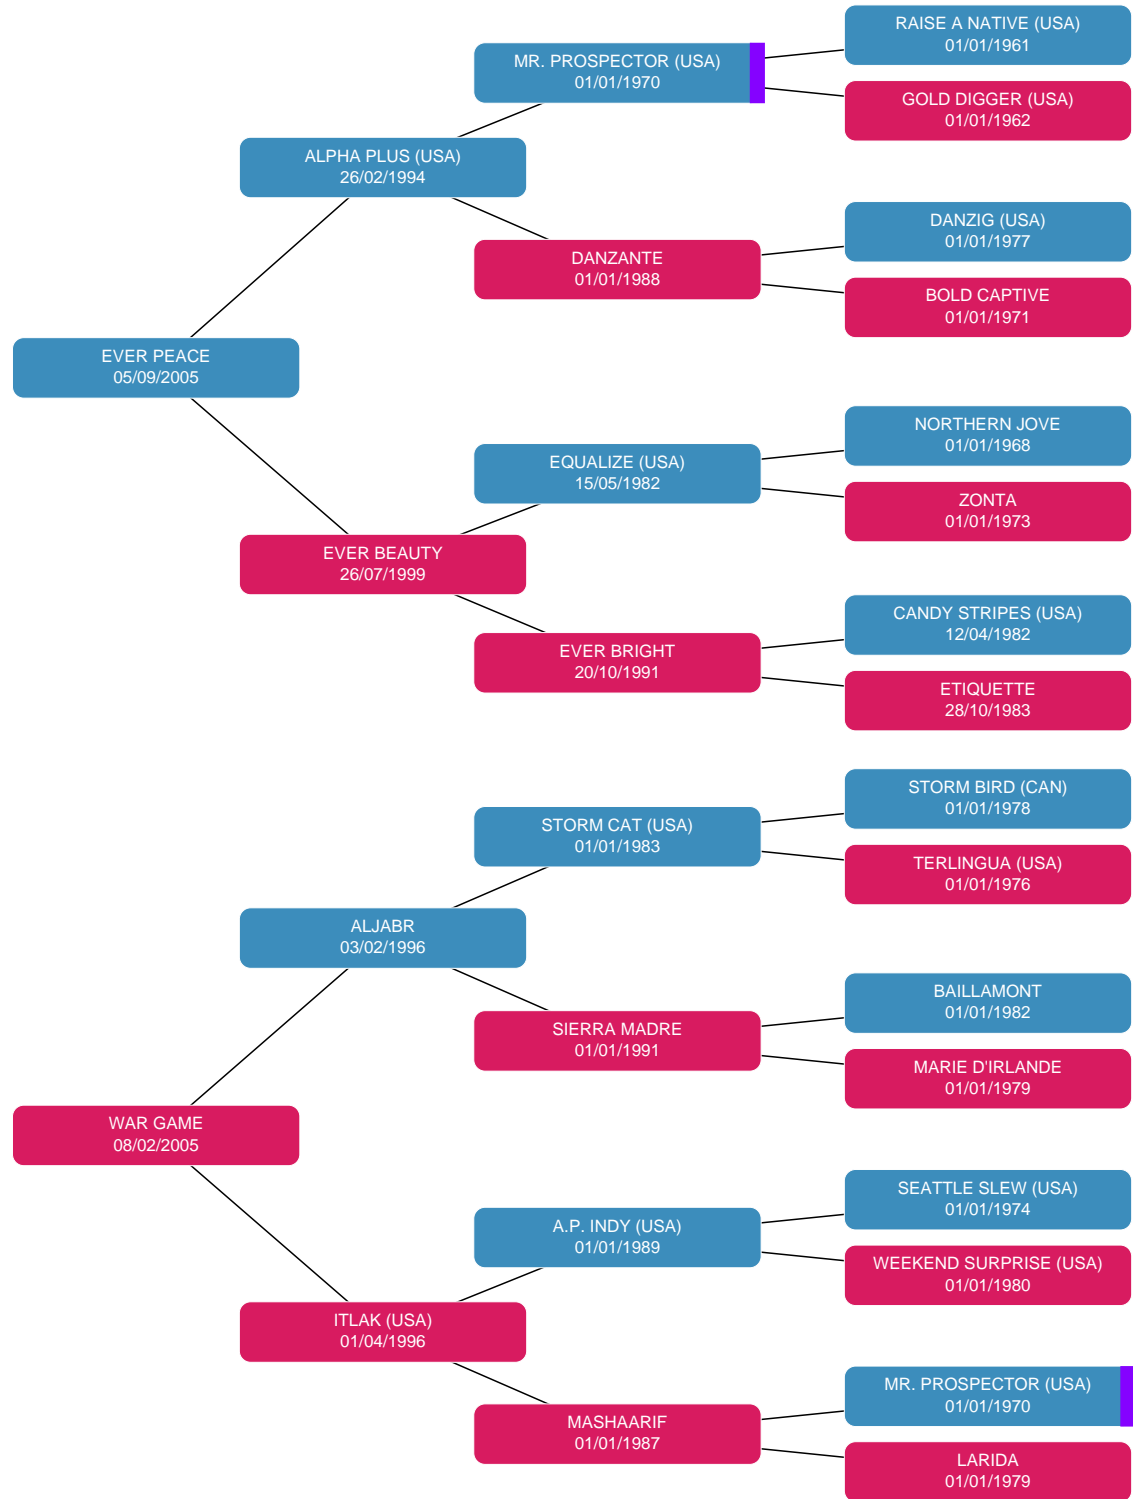 RAISE A NATIVE (USA)
01/01/1961
MR. PROSPECTOR (USA)
01/01/1970
GOLD DIGGER (USA)
01/01/1962
ALPHA PLUS (USA)
26/02/1994
DANZIG (USA)
01/01/1977
DANZANTE
01/01/1988
BOLD CAPTIVE
01/01/1971
EVER PEACE
05/09/2005
NORTHERN JOVE
01/01/1968
EQUALIZE (USA)
15/05/1982
ZONTA
01/01/1973
EVER BEAUTY
26/07/1999
CANDY STRIPES (USA)
12/04/1982
EVER BRIGHT
20/10/1991
ETIQUETTE
28/10/1983
STORM BIRD (CAN)
01/01/1978
STORM CAT (USA)
01/01/1983
TERLINGUA (USA)
01/01/1976
ALJABR
03/02/1996
BAILLAMONT
01/01/1982
SIERRA MADRE
01/01/1991
MARIE D'IRLANDE
01/01/1979
WAR GAME
08/02/2005
SEATTLE SLEW (USA)
01/01/1974
A.P. INDY (USA)
01/01/1989
WEEKEND SURPRISE (USA)
01/01/1980
ITLAK (USA)
01/04/1996
MR. PROSPECTOR (USA)
01/01/1970
MASHAARIF
01/01/1987
LARIDA
01/01/1979